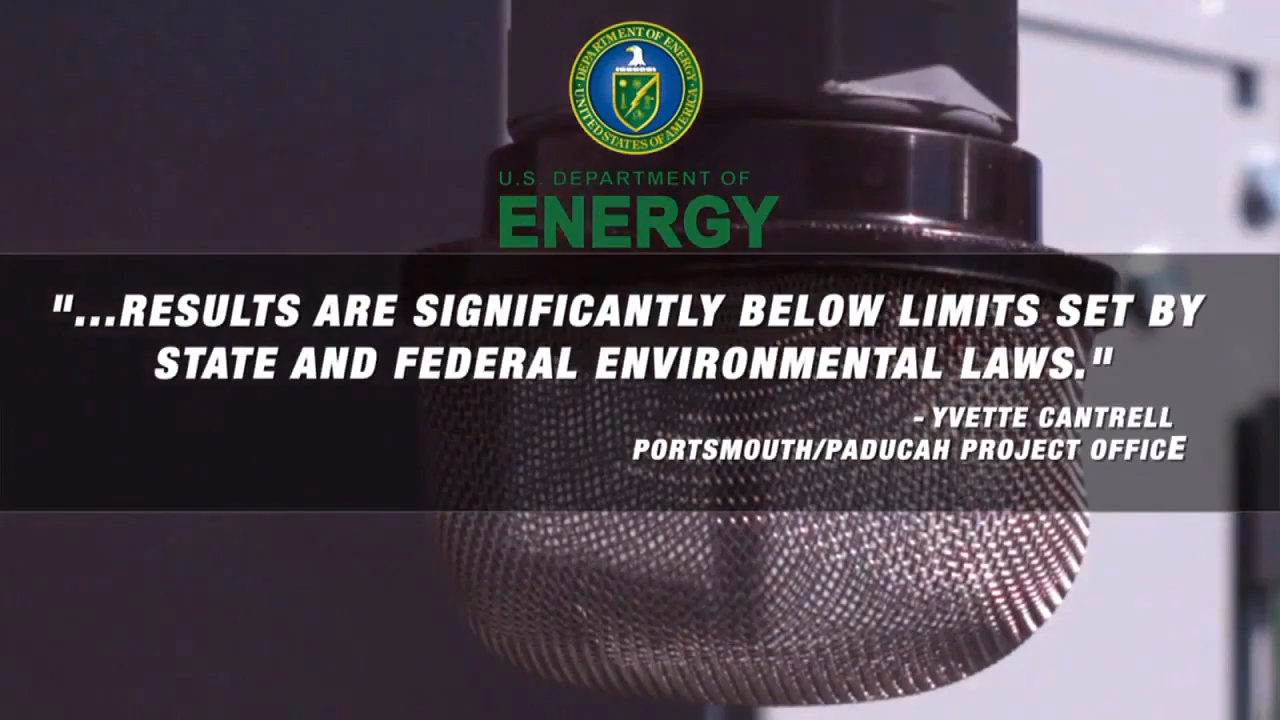 DEPARTMENT OF ENERGY
UNITED STATES OF AMERICA
U.S. DEPARTMENT OF
ENERGY
"...RESULTS ARE SIGNIFICANTLY BELOW LIMITS SET BY
STATE AND FEDERAL ENVIRONMENTAL LAWS."
- YVETTE CANTRELL
PORTSMOUTH/PADUCAH PROJECT OFFICE